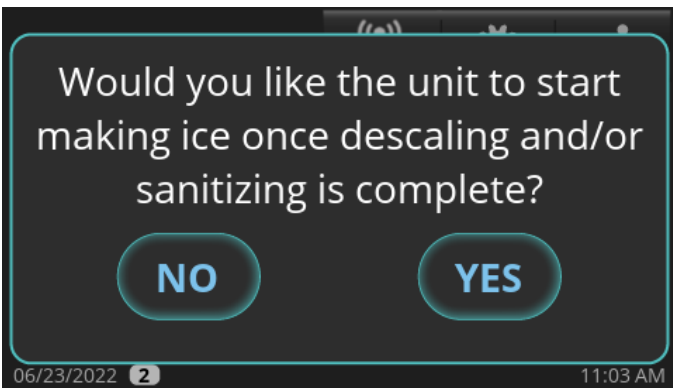 Would you like the unit to start
making ice once descaling and/or
sanitizing is complete?
NO YES
06/23/2022 2 11:03 AM